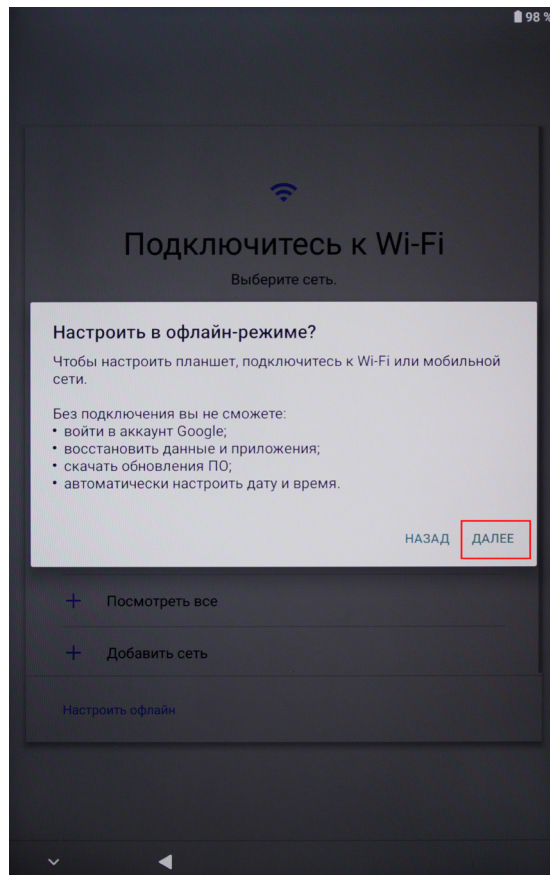 98 %
Подключитесь к Wi-Fi
Выберите сеть.
Настроить в офлайн-режиме?
Чтобы настроить планшет, подключитесь к Wi-Fi или мобильной
сети.
Без подключения вы не сможете:
• войти в аккаунт Google;
• восстановить данные и приложения;
• скачать обновления ПО;
• автоматически настроить дату и время.
НАЗАД ДАЛЕЕ
+ Посмотреть все
+ Добавить сеть
Настроить офлайн